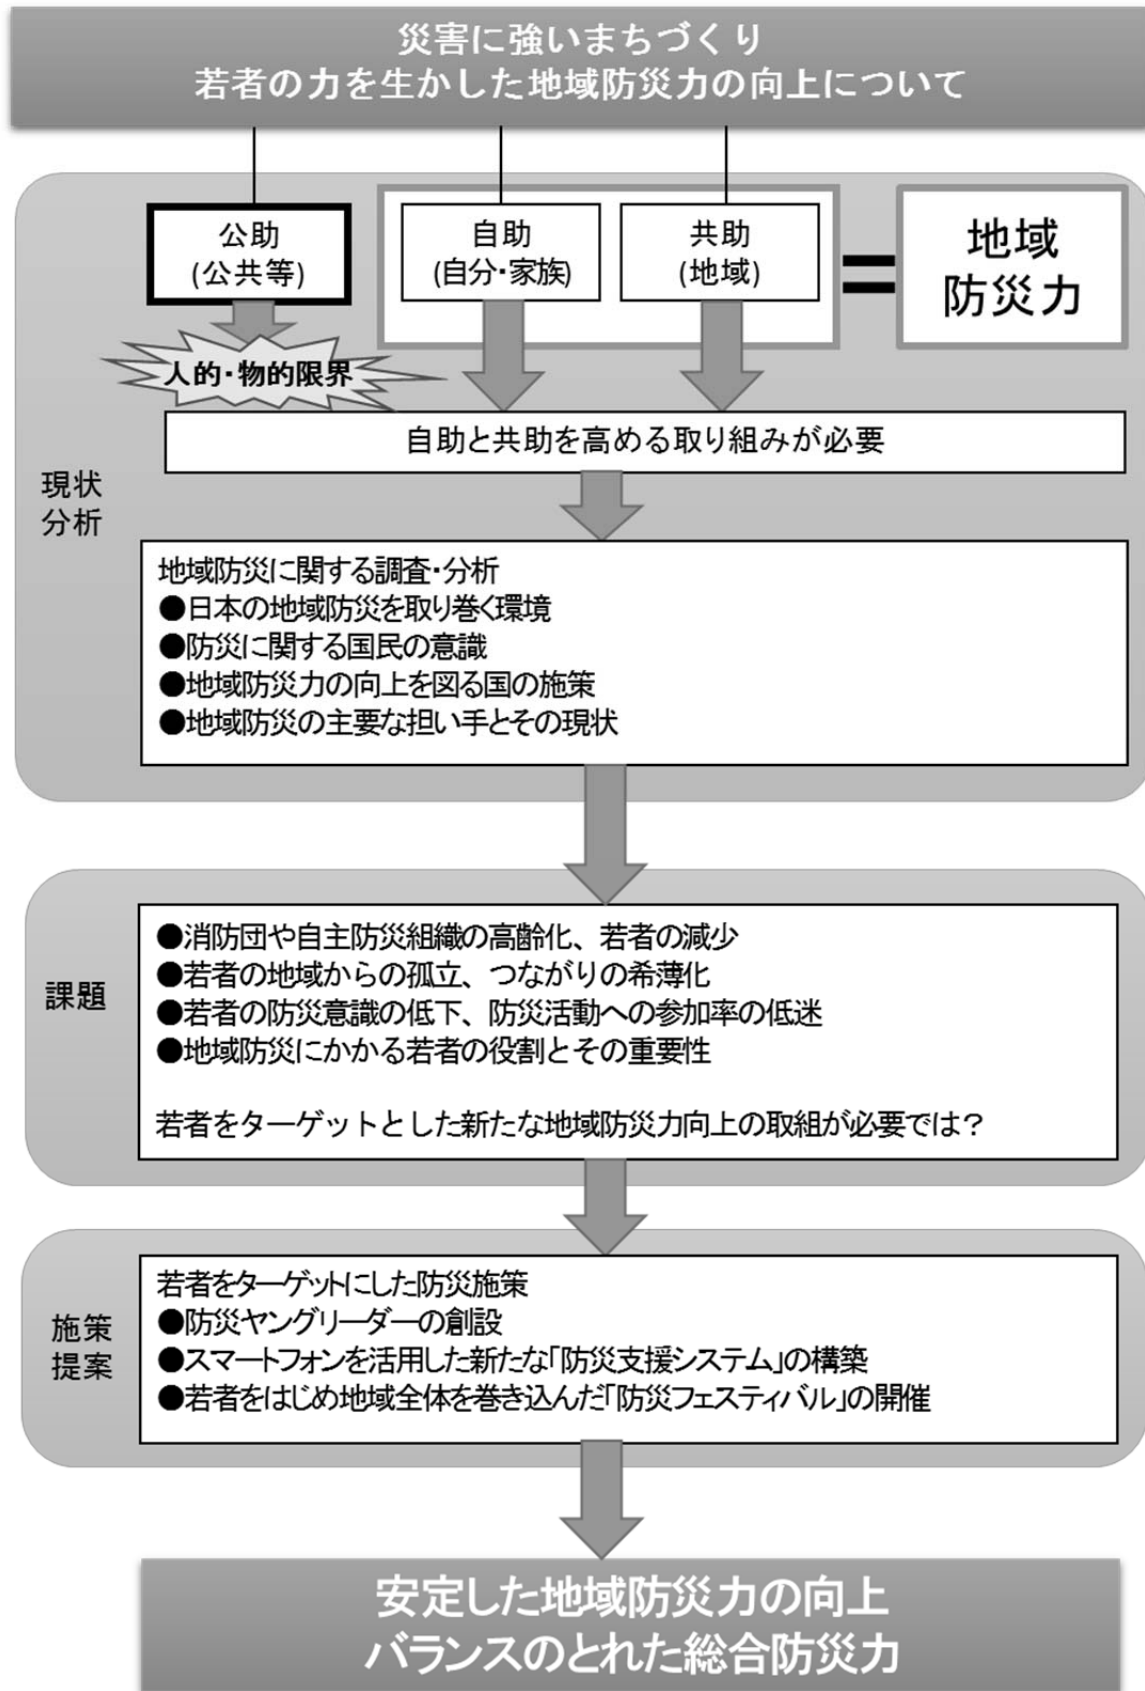 災害に強いまちづくり
若者の力を生かした地域防災力の向上について
公助
(公共等)
自助
(自分・家族)
共助
(地域)
=
地域
防災力
人的・物的限界
自助と共助を高める取り組みが必要
現状
分析
地域防災に関する調査・分析
●日本の地域防災を取り巻く環境
●防災に関する国民の意識
●地域防災力の向上を図る国の施策
●地域防災の主要な担い手とその現状
課題
●消防団や自主防災組織の高齢化、若者の減少
●若者の地域からの孤立、つながりの希薄化
●若者の防災意識の低下、防災活動への参加率の低迷
●地域防災にかかる若者の役割とその重要性
若者をターゲットとした新たな地域防災力向上の取組が必要では?
施策
提案
若者をターゲットにした防災施策
●防災ヤングリーダーの創設
●スマートフォンを活用した新たな「防災支援システム」の構築
●若者をはじめ地域全体を巻き込んだ「防災フェスティバル」の開催
安定した地域防災力の向上
バランスのとれた総合防災力